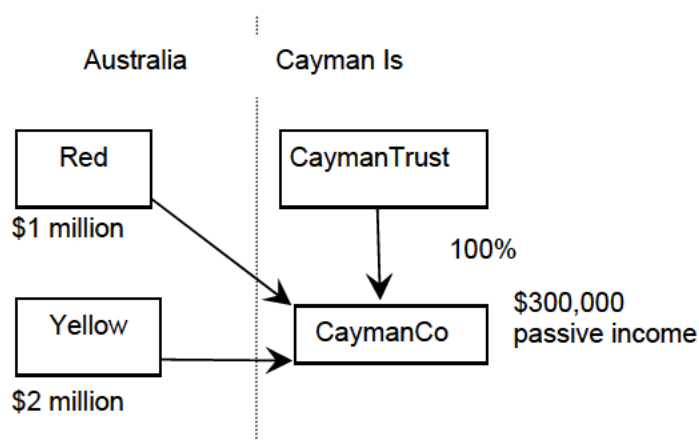 Australia
Cayman Is
Red
CaymanTrust
$1 million
100%
Yellow
CaymanCo
$300,000
passive income
$2 million